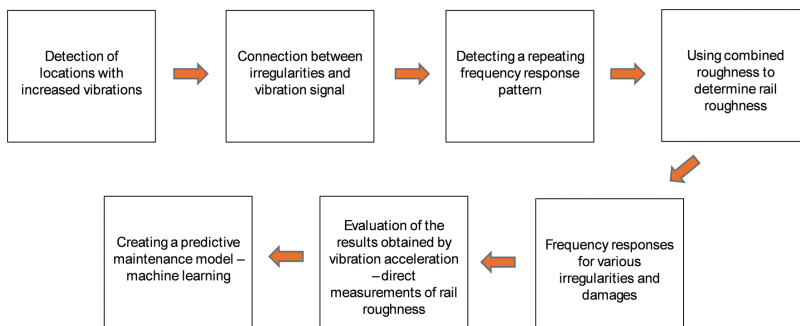 Detection of
locations with
increased vibrations
Connection between
irregularities and
vibration signal
Detecting a repeating
frequency response
pattern
Using combined
roughness to
determine rail
roughness
Frequency responses
for various
irregularities and
damages
Evaluation of the
results obtained by
vibration acceleration
– direct
measurements of rail
roughness
Creating a predictive
maintenance model –
machine learning